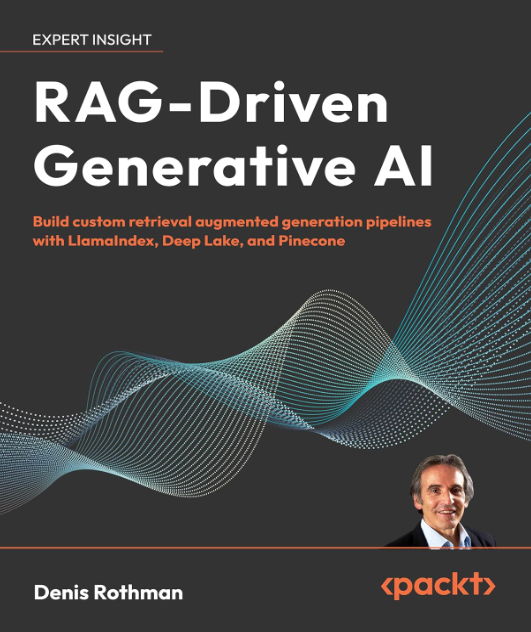 EXPERT INSIGHT
RAG-Driven
Generative AI
Build custom retrieval augmented generation pipelines
with LlamaIndex, Deep Lake, and Pinecone
Denis Rothman
<packt>